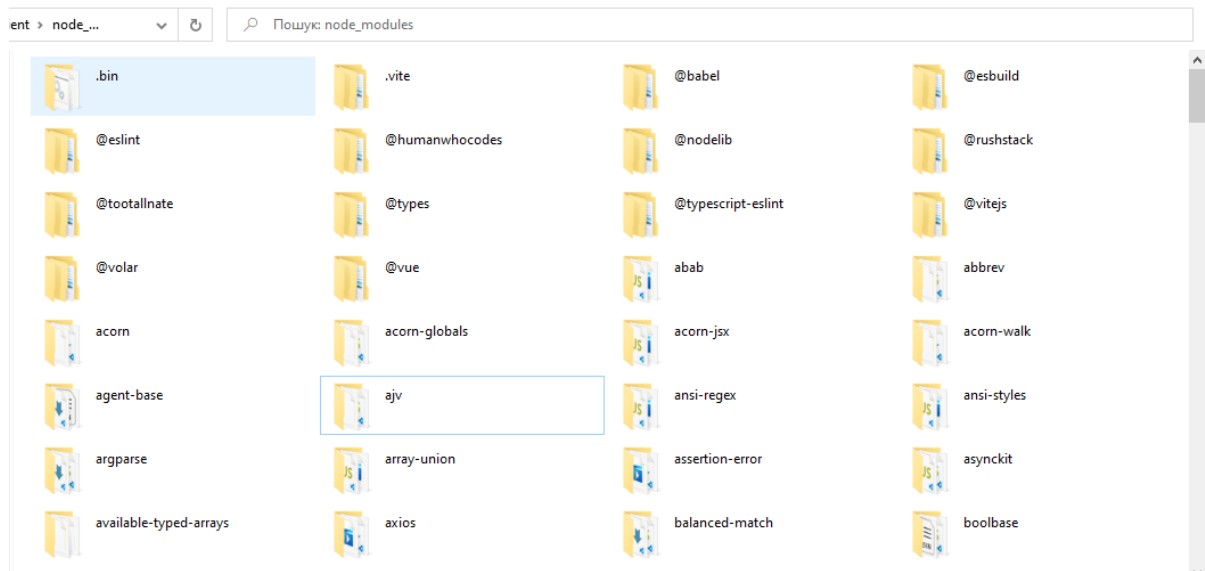 ent > node_...
Пошук: node_modules
.bin
.vite
@babel
@esbuild
@eslint
@humanwhocodes
@nodelib
@rushstack
@tootallnate
@types
@typescript-eslint
@vitejs
@volar
@vue
abab
abbrev
acorn
acorn-globals
acorn-jsx
acorn-walk
agent-base
ajv
ansi-regex
ansi-styles
argparse
array-union
assertion-error
asynckit
available-typed-arrays
axios
balanced-match
boolbase